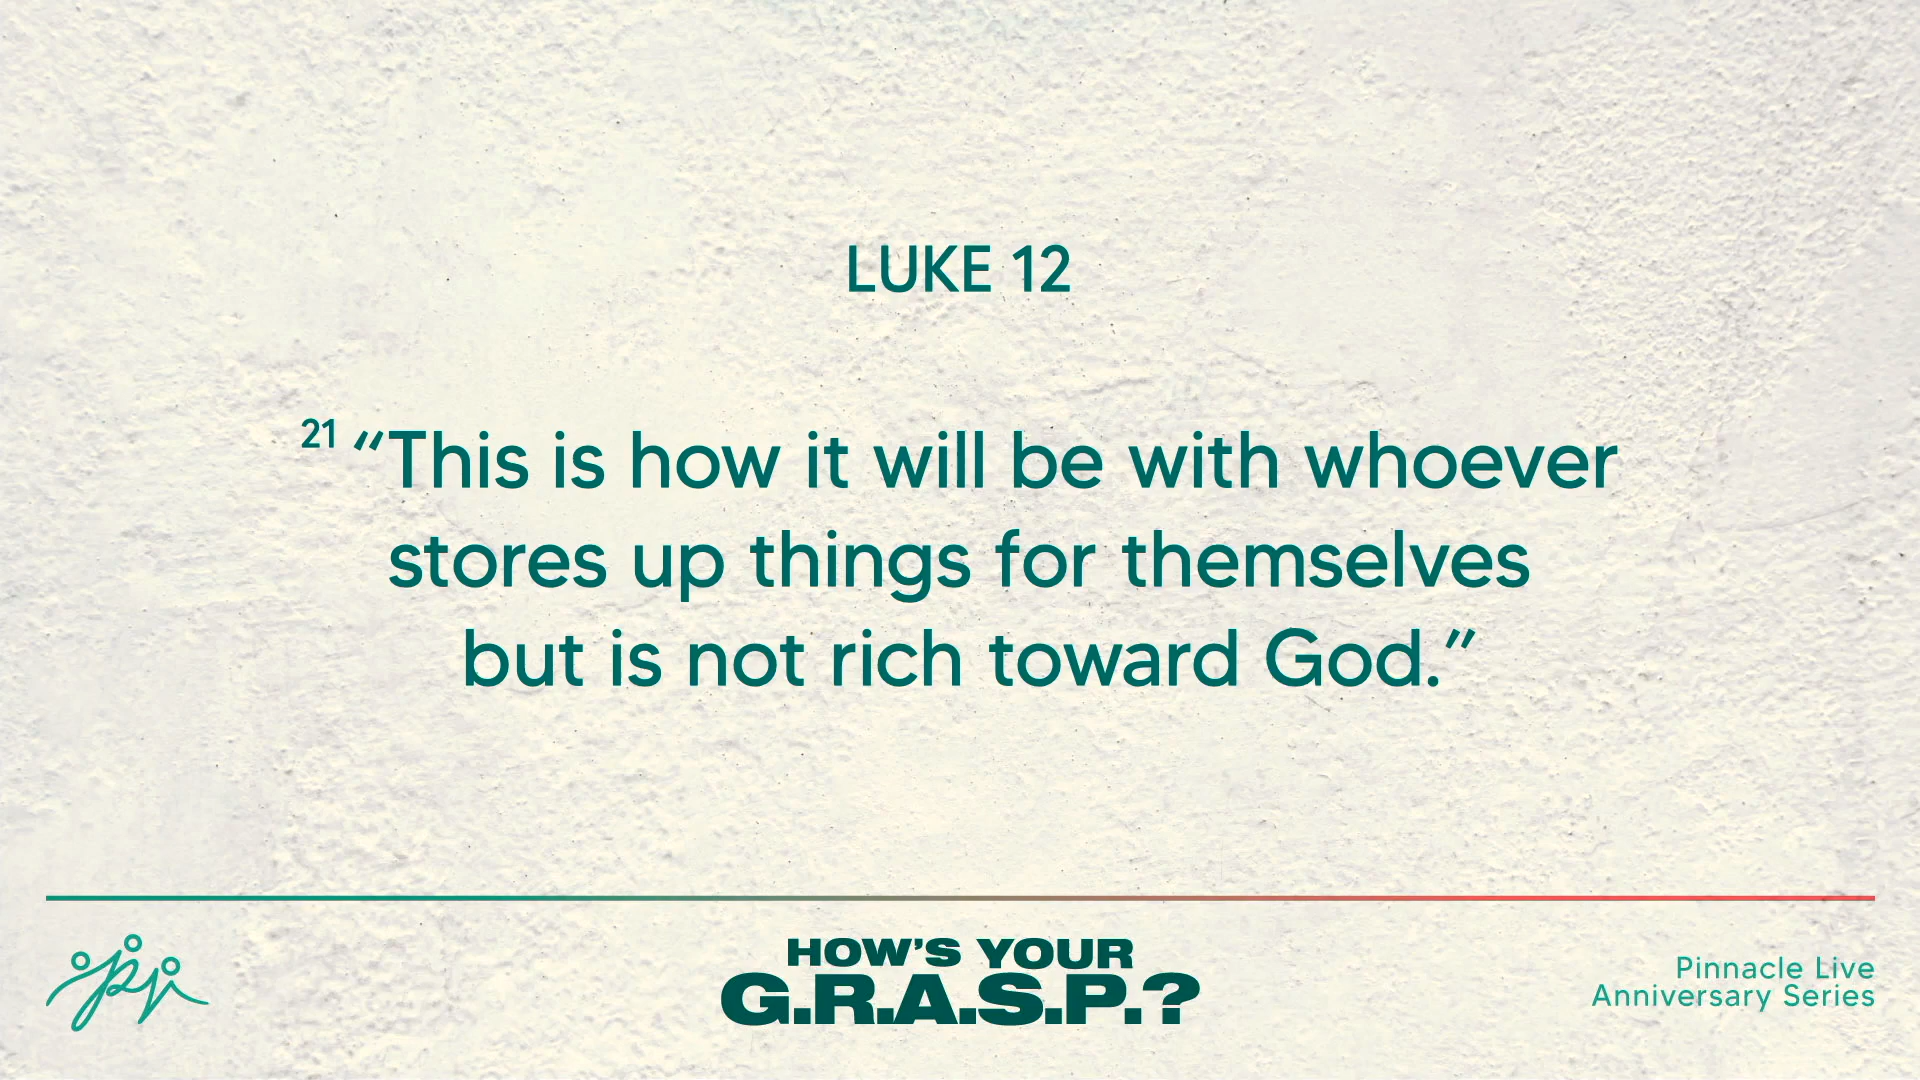 LUKE 12
21 “This is how it will be with whoever
stores up things for themselves
but is not rich toward God.”
HOW'S YOUR
G.R.A.S.P.?
Pinnacle Live
Anniversary Series